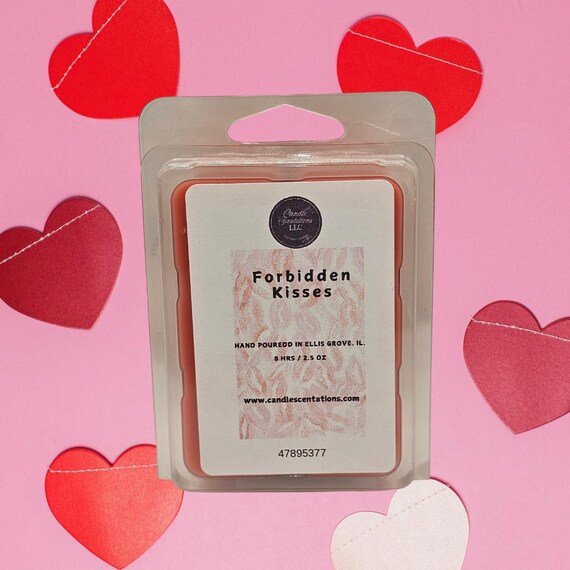 Candle
Scentations
LLC
Forbidden
Kisses
HAND POUREDD IN ELLIS GROVE, IL.
8 HRS / 2.5 OZ
www.candlescentations.com
47895377